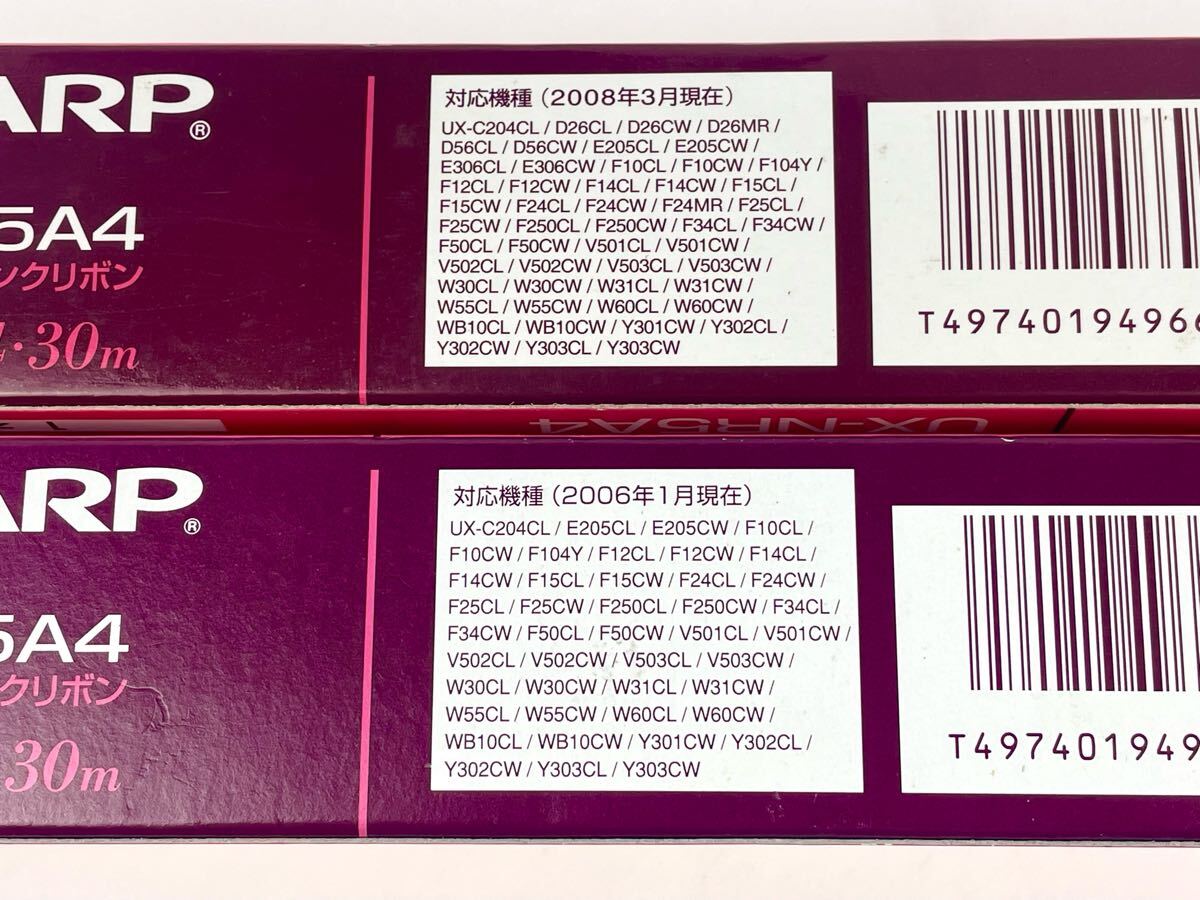 ARP®
5A4
ンクリボン
30m
対応機種（2008年3月現在）
UX-C204CL / D26CL / D26CW / D26MR /
D56CL / D56CW / E205CL / E205CW /
E306CL / E306CW / F10CL / F10CW / F104Y /
F12CL / F12CW / F14CL / F14CW / F15CL /
F15CW / F24CL / F24CW / F24MR / F25CL /
F25CW / F250CL / F250CW / F34CL / F34CW /
F50CL / F50CW / V501CL / V501CW /
V502CL / V502CW / V503CL / V503CW /
W30CL / W30CW / W31CL / W31CW /
W55CL / W55CW / W60CL / W60CW /
WB10CL / WB10CW / Y301CW / Y302CL /
Y302CW / Y303CL / Y303CW
T49740194966
UX-NR5A4
ARP®
5A4
クリボン
30m
対応機種（2006年1月現在）
UX-C204CL / E205CL / E205CW / F10CL /
F10CW / F104Y / F12CL / F12CW / F14CL /
F14CW / F15CL / F15CW / F24CL / F24CW /
F25CL / F25CW / F250CL / F250CW / F34CL /
F34CW / F50CL / F50CW / V501CL / V501CW /
V502CL / V502CW / V503CL / V503CW /
W30CL / W30CW / W31CL / W31CW /
W55CL / W55CW / W60CL / W60CW /
WB10CL / WB10CW / Y301CW / Y302CL /
Y302CW / Y303CL / Y303CW
T497401949